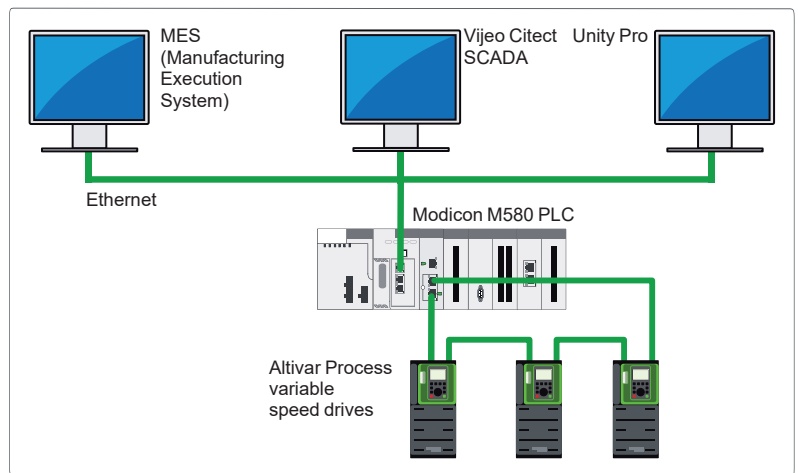 MES
(Manufacturing
Execution
System)
Vijeo Citect
SCADA
Unity Pro
Ethernet
Modicon M580 PLC
Altivar Process
variable
speed drives